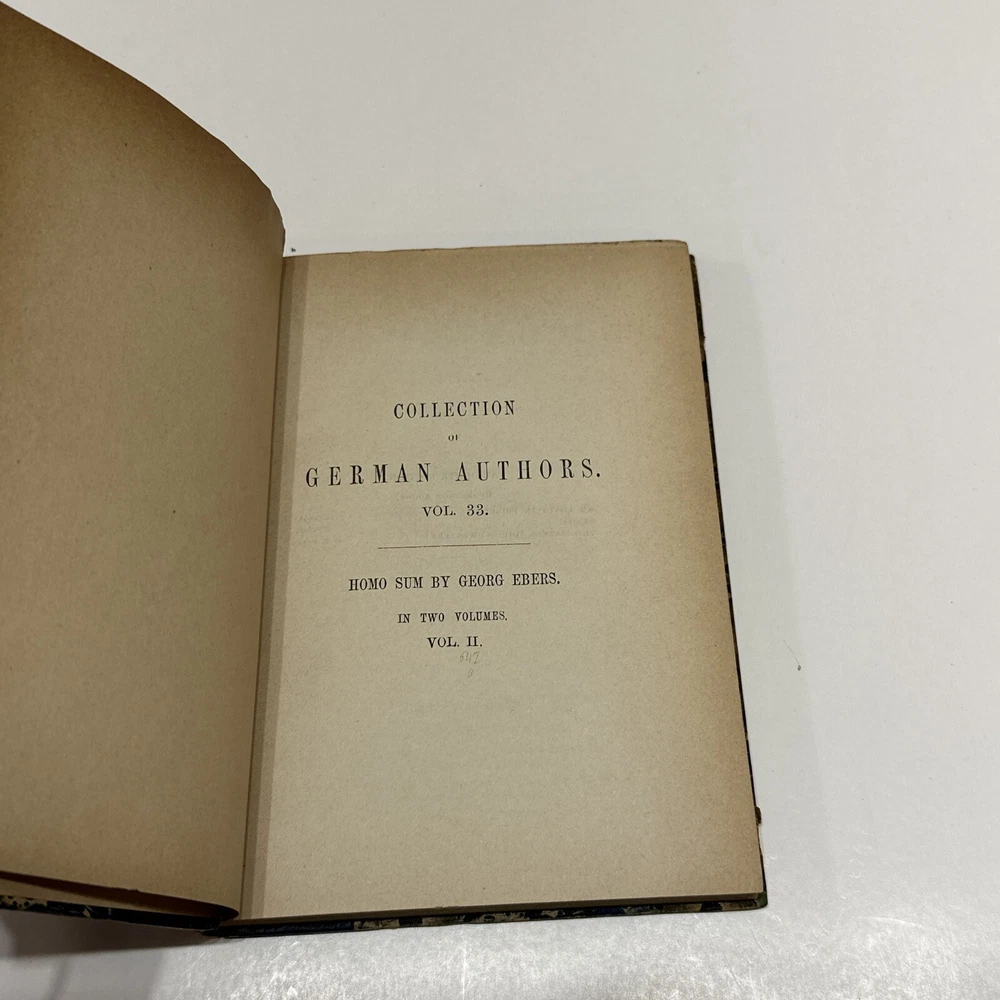 COLLECTION
OF
GERMAN AUTHORS.
VOL. 33.
HOMO SUM BY GEORG EBERS.
IN TWO VOLUMES.
VOL. II.